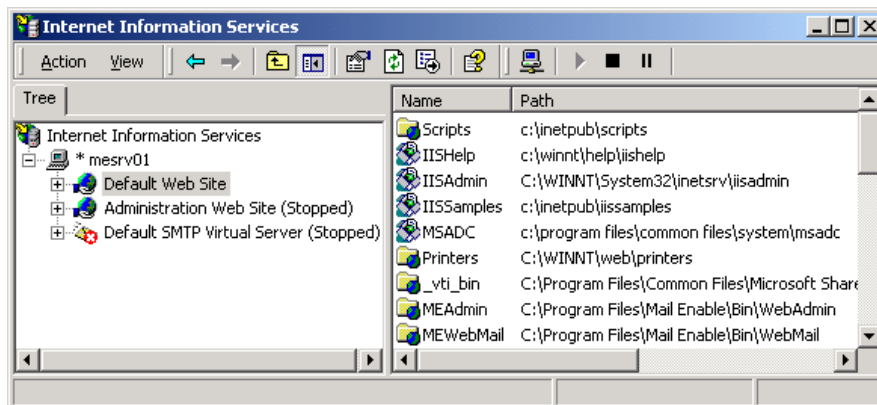 Internet Information Services
Action View
Tree
Name Path
Internet Information Services
* mesrv01
Default Web Site
Administration Web Site (Stopped)
Default SMTP Virtual Server (Stopped)
Scripts c:\inetpub\scripts
IISHelp c:\winnt\help\iishelp
IISAdmin C:\WINNT\System32\inetsrv\iisadmin
IISSamples c:\inetpub\iissamples
MSADC c:\program files\common files\system\msadc
Printers C:\WINNT\web\printers
_vti_bin C:\Program Files\Common Files\Microsoft Share
MEAdmin C:\Program Files\Mail Enable\Bin\WebAdmin
MEWebMail C:\Program Files\Mail Enable\Bin\WebMail